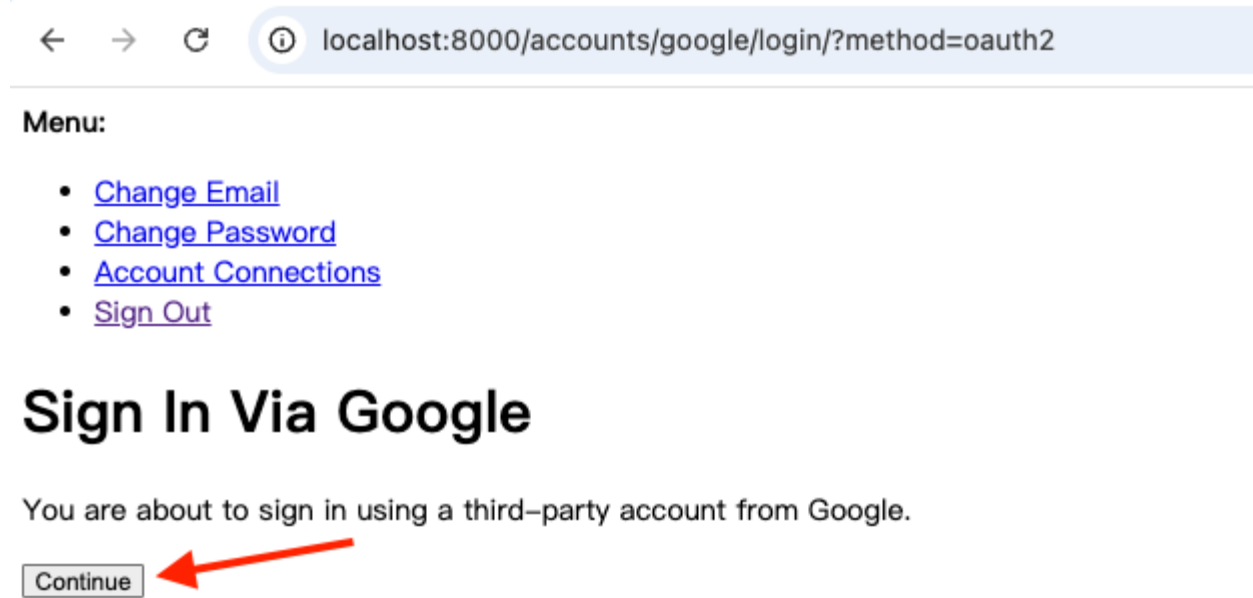 localhost:8000/accounts/google/login/?method=oauth2
Menu:
Change Email
Change Password
Account Connections
Sign Out
Sign In Via Google
You are about to sign in using a third-party account from Google.
Continue